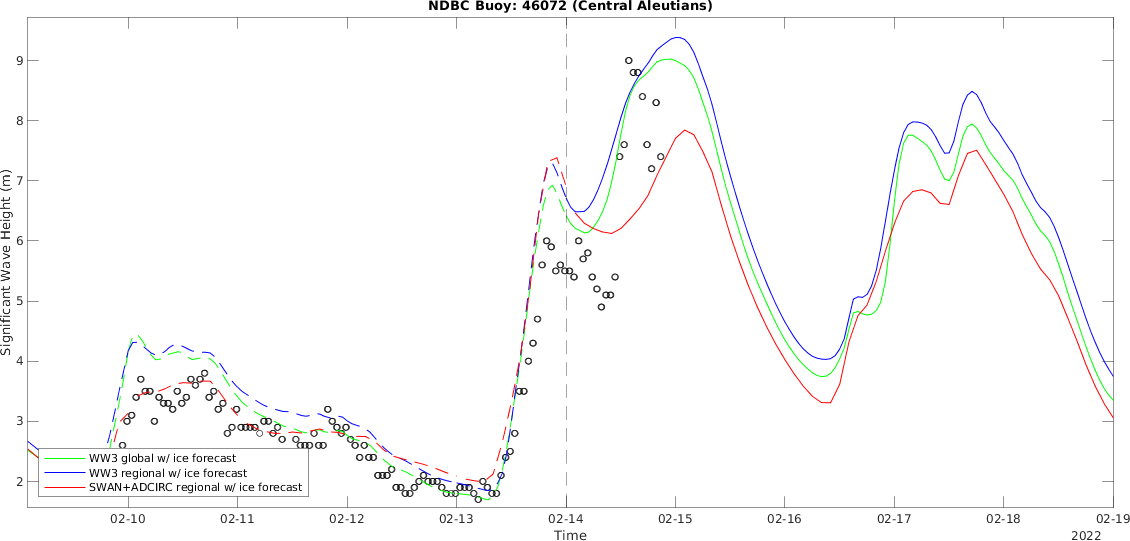 NDBC Buoy: 46072 (Central Aleutians)
Significant Wave Height (m)
9
8
7
6
5
4
3
2
WW3 global w/ ice forecast
WW3 regional w/ ice forecast
SWAN+ADCIRC regional w/ ice forecast
02-10 02-11 02-12 02-13 02-14 02-15 02-16 02-17 02-18 02-19
Time
2022